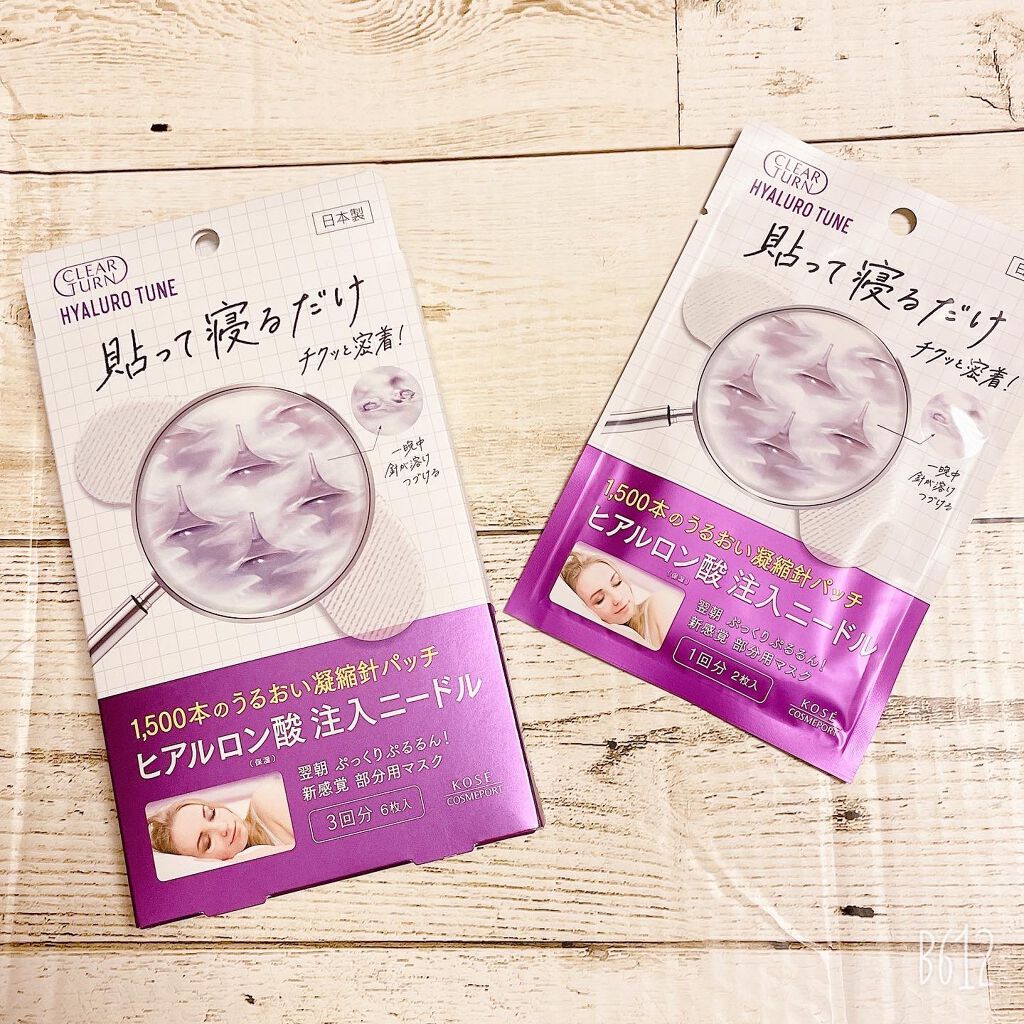 CLEAR
TURN
HYALURO TUNE
日本製
貼って寝るだけ
チクッと密着!
一晩中
針が溶け
つづける
1,500本のうるおい凝縮針パッチ
ヒアルロン酸 注入ニードル
(保湿)
翌朝 ぷっくりぷるるん!
新感覚 部分用マスク
3回分 6枚入
KOSÉ
COSMEPORT
CLEAR
TURN
HYALURO TUNE
貼って寝るだけ
チクッと密着!
一晩中
針が溶け
つづける
1,500本のうるおい凝縮針パッチ
ヒアルロン酸 注入ニードル
(保湿)
翌朝 ぷっくりぷるるん!
新感覚 部分用マスク
1回分 2枚入
KOSÉ
COSMEPORT
B612